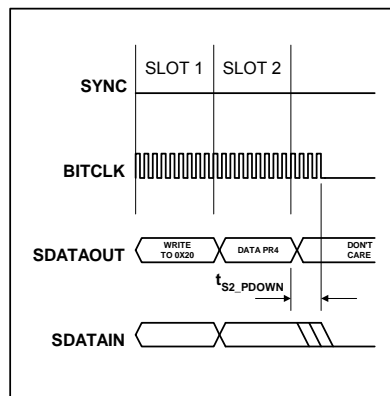 SLOT 1 SLOT 2
SYNC
BITCLK
SDATAOUT
WRITE
TO 0X20
DATA PR4
DON'T
CARE
tS2_PDOWN
SDATAIN